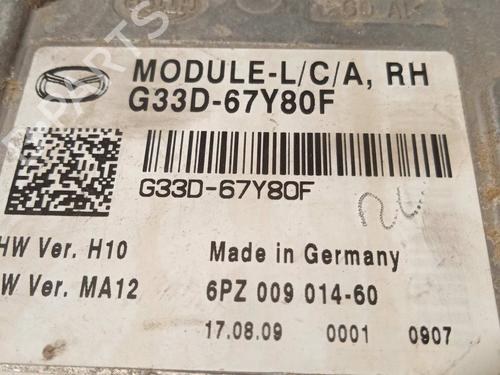 MODULE-L/C/A, RH
G33D-67Y80F
G33D-67Y80F
HW Ver. H10
Made in Germany
W Ver. MA12
6PZ 009 014-60
17.08.09 0001 0907